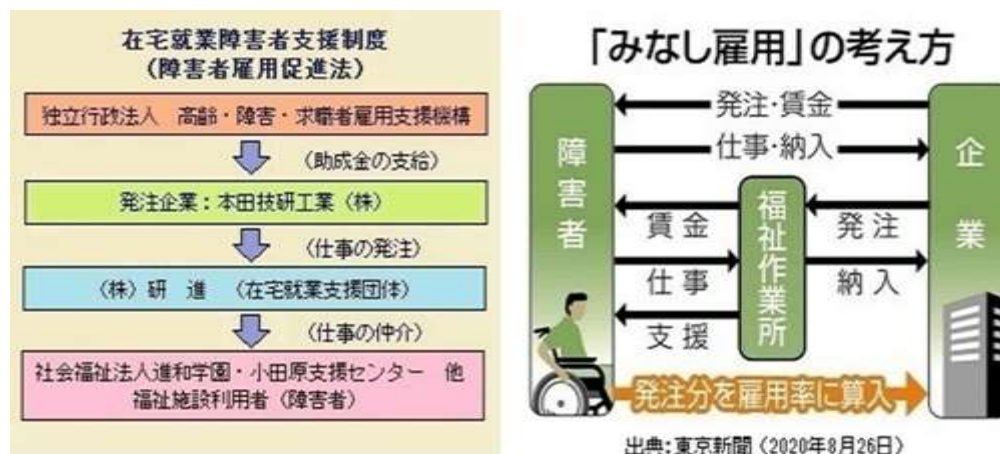 在宅就業障害者支援制度
(障害者雇用促進法)
独立行政法人 高齢・障害・求職者雇用支援機構
(助成金の支給)
発注企業:本田技研工業(株)
(仕事の発注)
(株)研 進 (在宅就業支援団体)
(仕事の仲介)
社会福祉法人進和学園・小田原支援センター 他
福祉施設利用者(障害者)
「みなし雇用」の考え方
障害者
企業
発注・賃金
仕事・納入
福祉作業所
賃金
発注
仕事
納入
支援
発注分を雇用率に算入
出典:東京新聞(2020年8月26日)